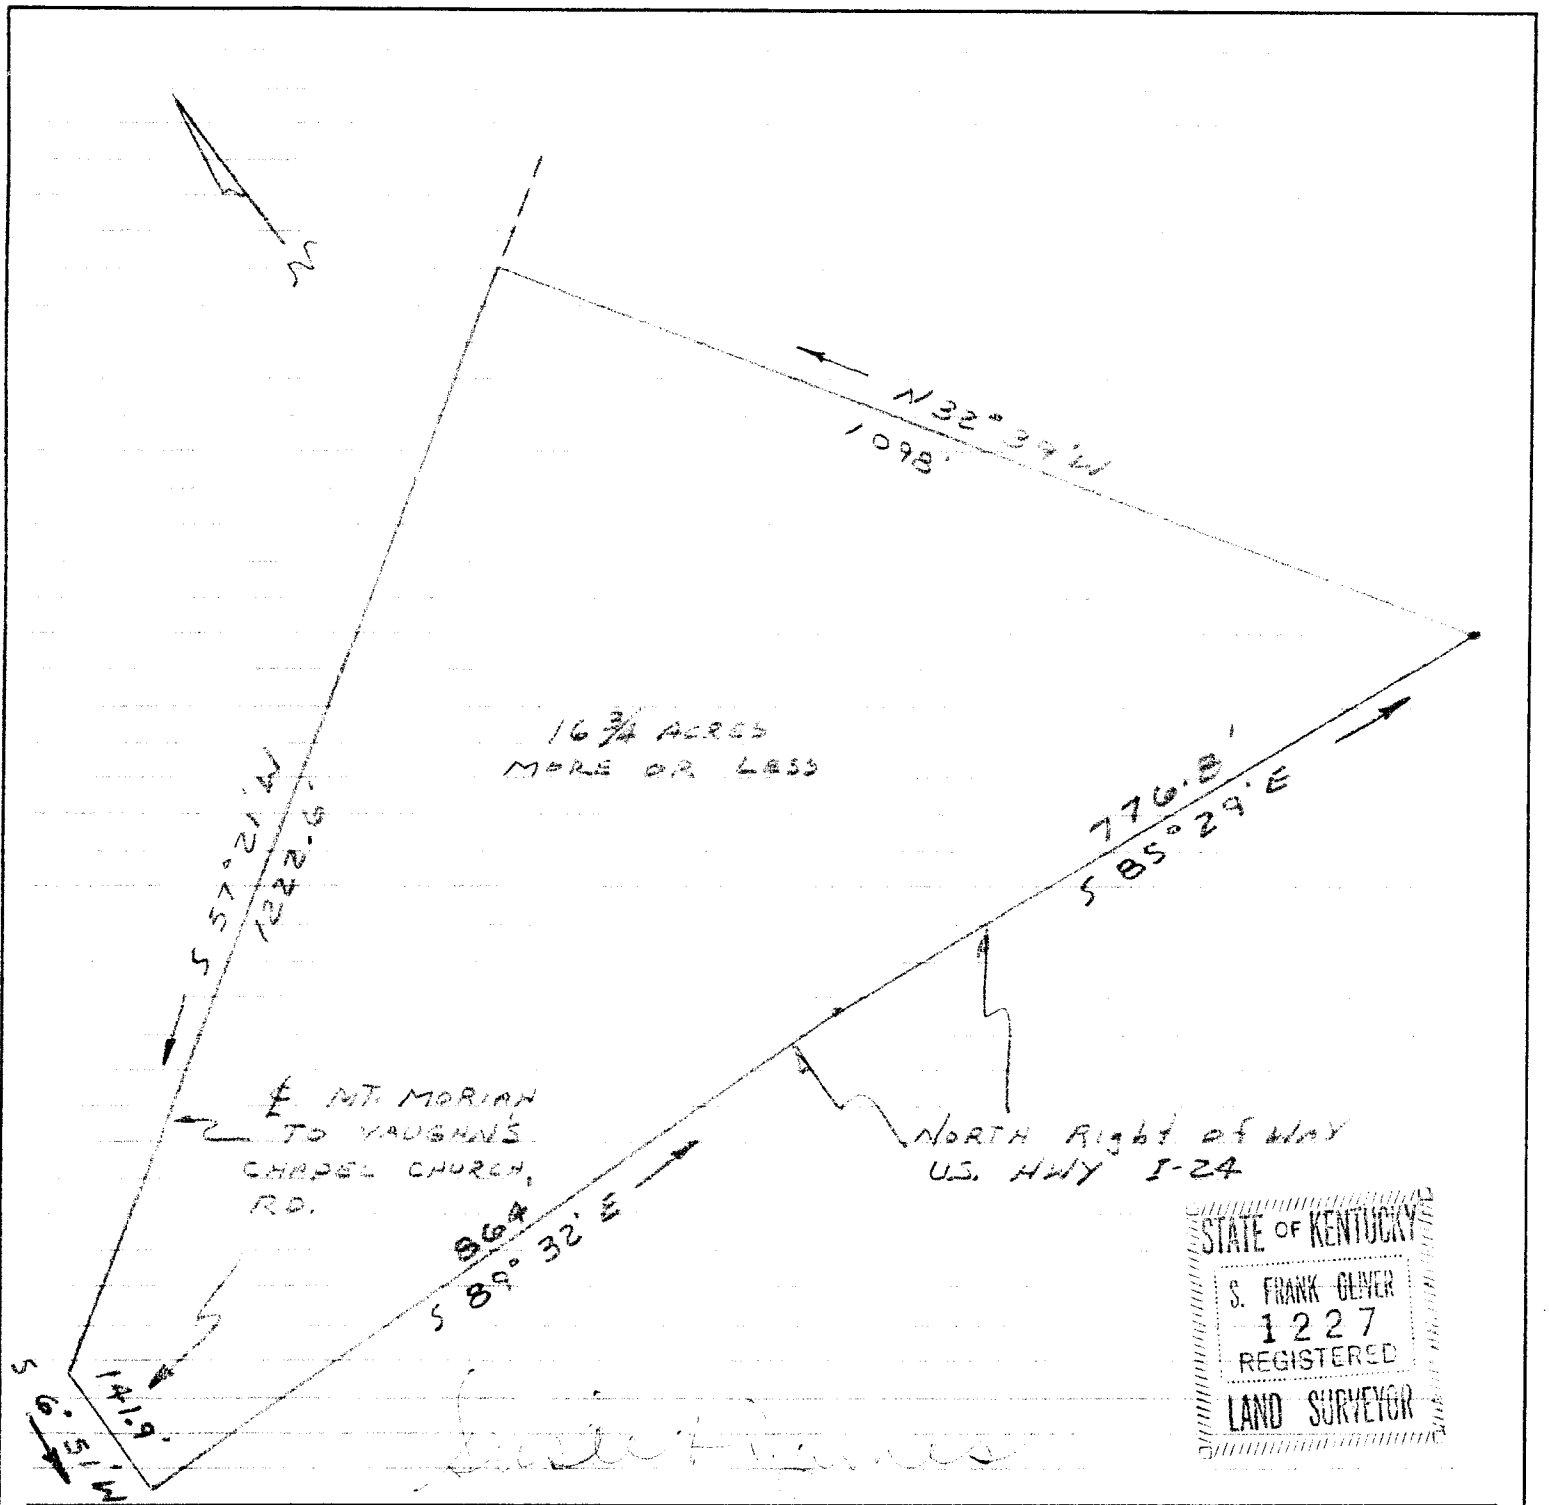 N
N 32° 39' W
1098'
16 3/4 ACRES
MORE OR LESS
S 57° 21' W
1222.6'
776.8'
S 85° 29' E
℄ MT. MORIAH
TO VAUGHN'S
CHAPEL CHURCH,
RD.
NORTH Right of WAY
U.S. HWY I-24
864
S 89° 32' E
141.9'
S 6° 51' W
STATE OF KENTUCKY
S. FRANK OLIVER
1227
REGISTERED
LAND SURVEYOR